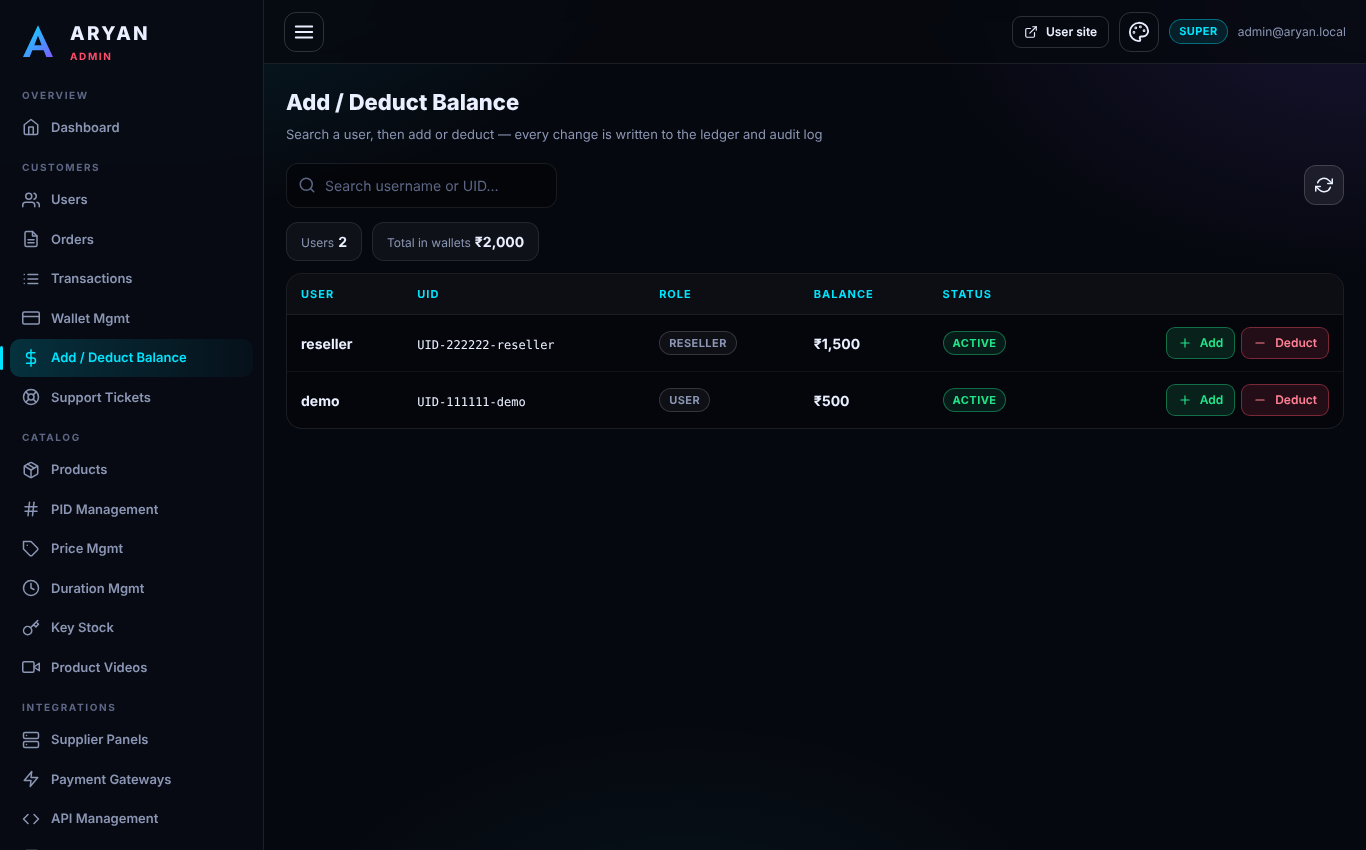 ARYAN
ADMIN
OVERVIEW
Dashboard
CUSTOMERS
Users
Orders
Transactions
Wallet Mgmt
Add / Deduct Balance
Support Tickets
CATALOG
Products
PID Management
Price Mgmt
Duration Mgmt
Key Stock
Product Videos
INTEGRATIONS
Supplier Panels
Payment Gateways
API Management
User site
SUPER
admin@aryan.local
Add / Deduct Balance
Search a user, then add or deduct — every change is written to the ledger and audit log
Search username or UID...
Users 2
Total in wallets ₹2,000
USER UID ROLE BALANCE STATUS
reseller UID-222222-reseller RESELLER ₹1,500 ACTIVE + Add − Deduct
demo UID-111111-demo USER ₹500 ACTIVE + Add − Deduct